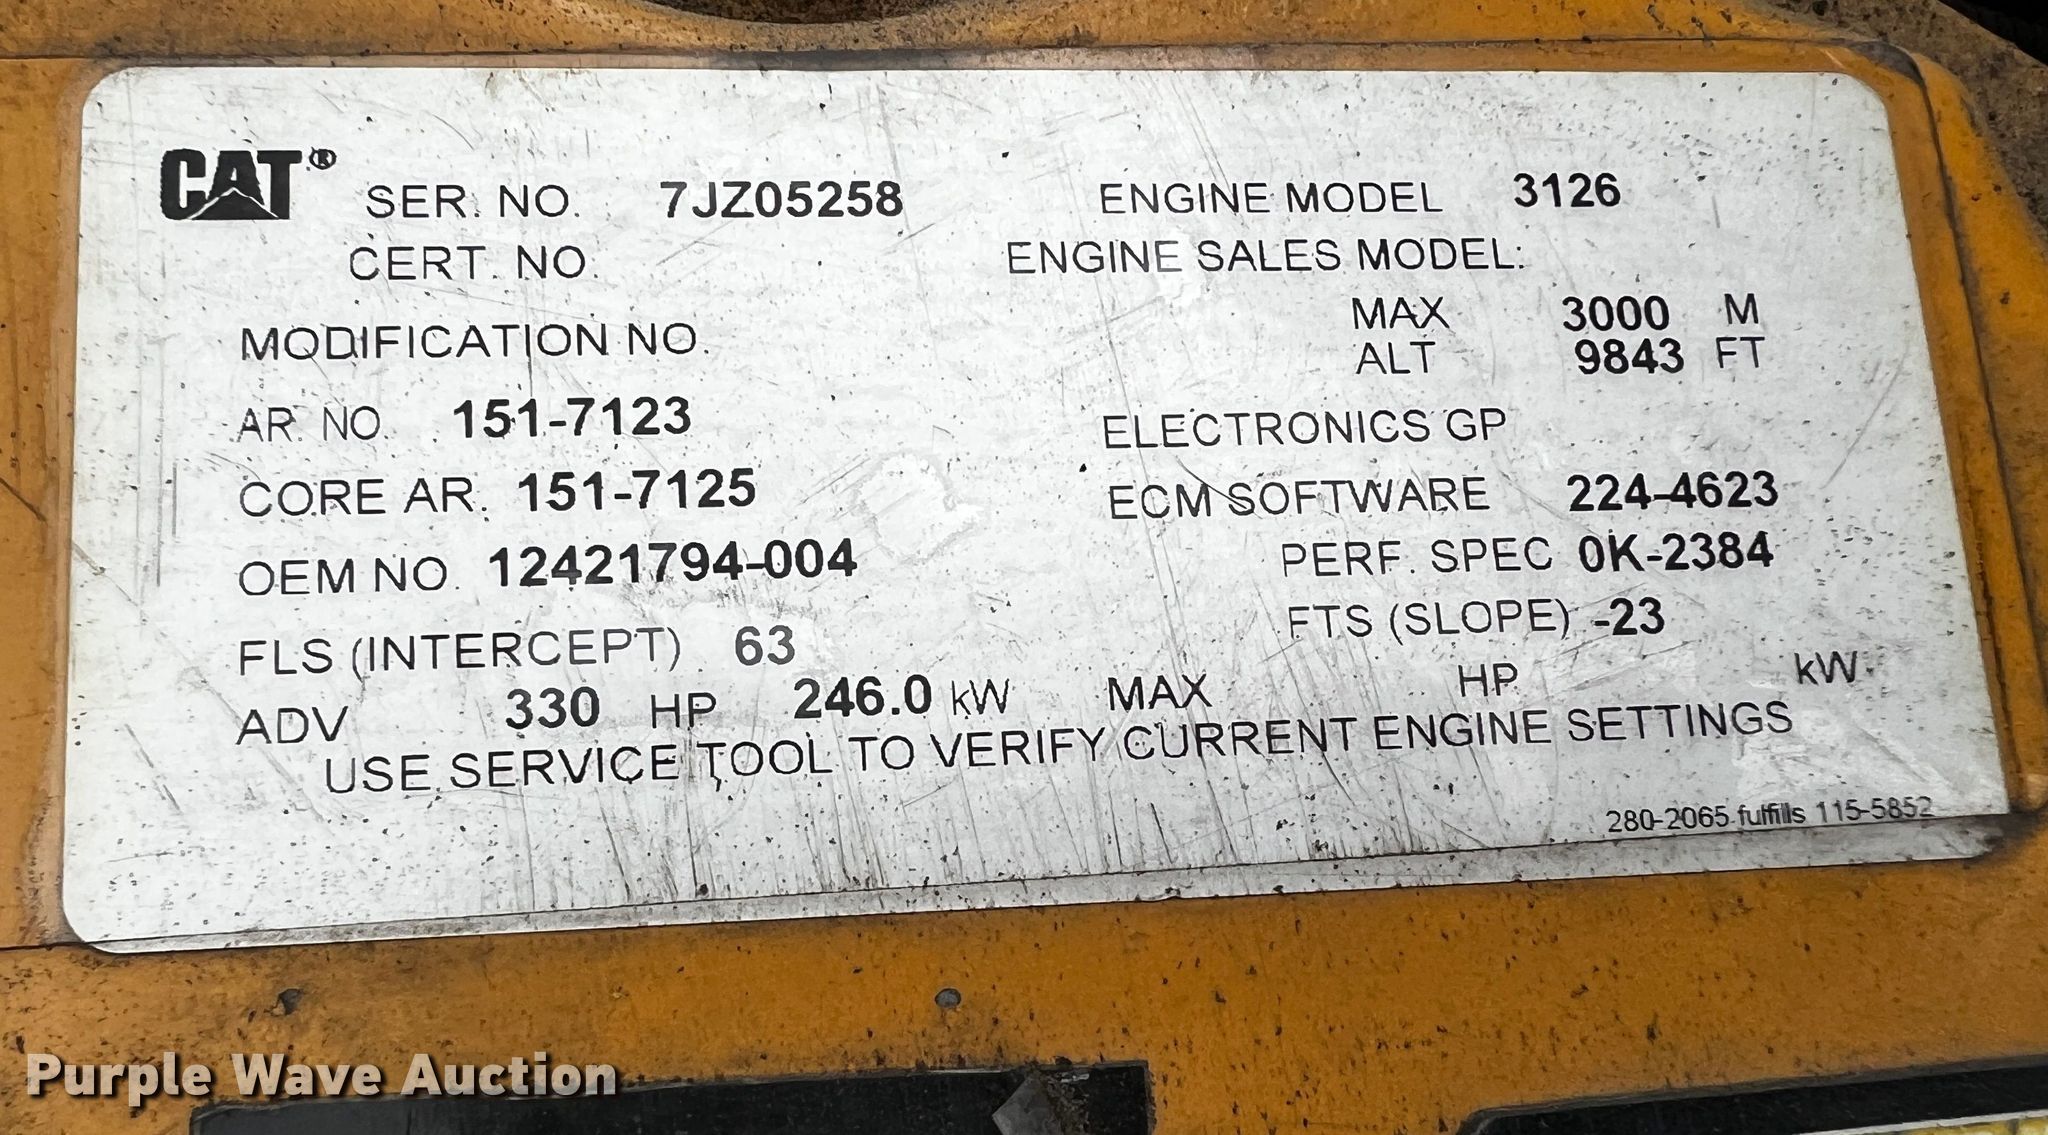 CAT® SER. NO. 7JZ05258 ENGINE MODEL 3126
CERT. NO. ENGINE SALES MODEL:
MODIFICATION NO. MAX 3000 M
ALT 9843 FT
AR. NO. 151-7123 ELECTRONICS GP
CORE AR. 151-7125 ECM SOFTWARE 224-4623
OEM NO. 12421794-004 PERF. SPEC 0K-2384
FLS (INTERCEPT) 63 FTS (SLOPE) -23
ADV 330 HP 246.0 kW MAX HP kW
USE SERVICE TOOL TO VERIFY CURRENT ENGINE SETTINGS
280-2065 fulfills 115-5852
Purple Wave Auction